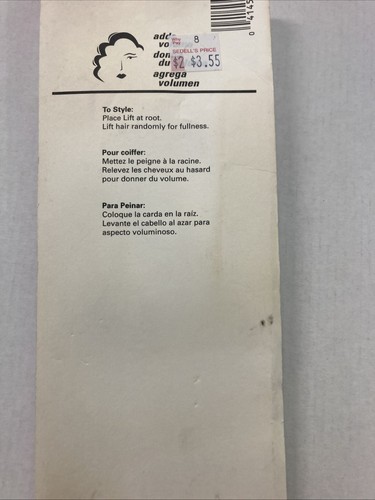 0 4145
8
SEDELL'S PRICE
$2 $3.55
add
vo
don
du
agrega
volumen
To Style:
Place Lift at root.
Lift hair randomly for fullness.
Pour coiffer:
Mettez le peigne à la racine.
Relevez les cheveux au hasard
pour donner du volume.
Para Peinar:
Coloque la carda en la raíz.
Levante el cabello al azar para
aspecto voluminoso.